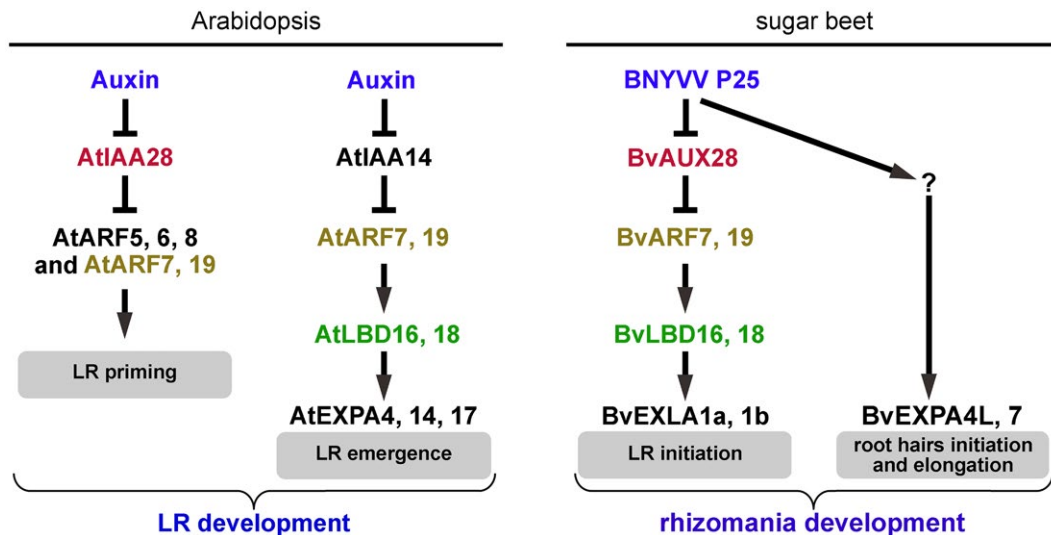 Arabidopsis
Auxin
AtIAA28
AtARF5, 6, 8
and AtARF7, 19
LR priming
Auxin
AtIAA14
AtARF7, 19
AtLBD16, 18
AtEXPA4, 14, 17
LR emergence
LR development
sugar beet
BNYVV P25
BvAUX28
BvARF7, 19
BvLBD16, 18
BvEXLA1a, 1b
LR initiation
?
BvEXPA4L, 7
root hairs initiation
and elongation
rhizomania development